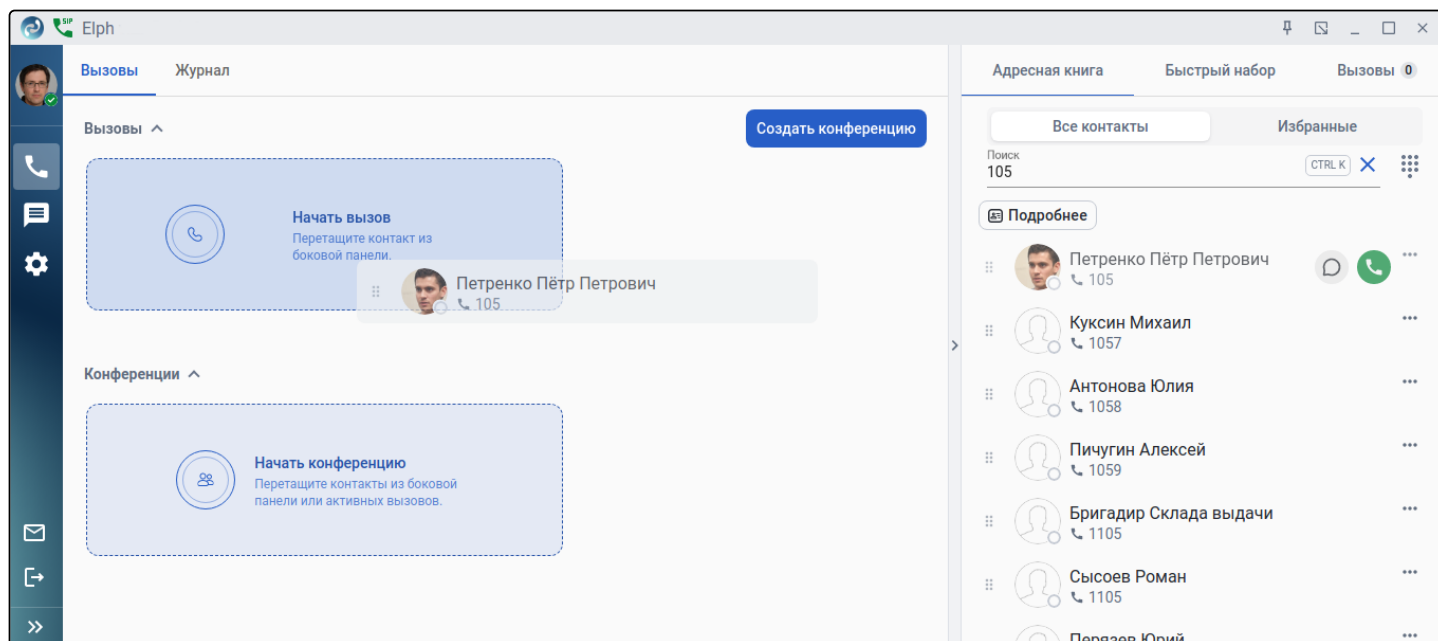 SIP Elph
Вызовы Журнал
Вызовы
Создать конференцию
Начать вызов
Перетащите контакт из
боковой панели.
Петренко Пётр Петрович
105
Конференции
Начать конференцию
Перетащите контакты из боковой
панели или активных вызовов.
Адресная книга Быстрый набор Вызовы 0
Все контакты Избранные
Поиск
105 CTRL K
Подробнее
Петренко Пётр Петрович
105
Куксин Михаил
1057
Антонова Юлия
1058
Пичугин Алексей
1059
Бригадир Склада выдачи
1105
Сысоев Роман
1105
Перязев Юрий